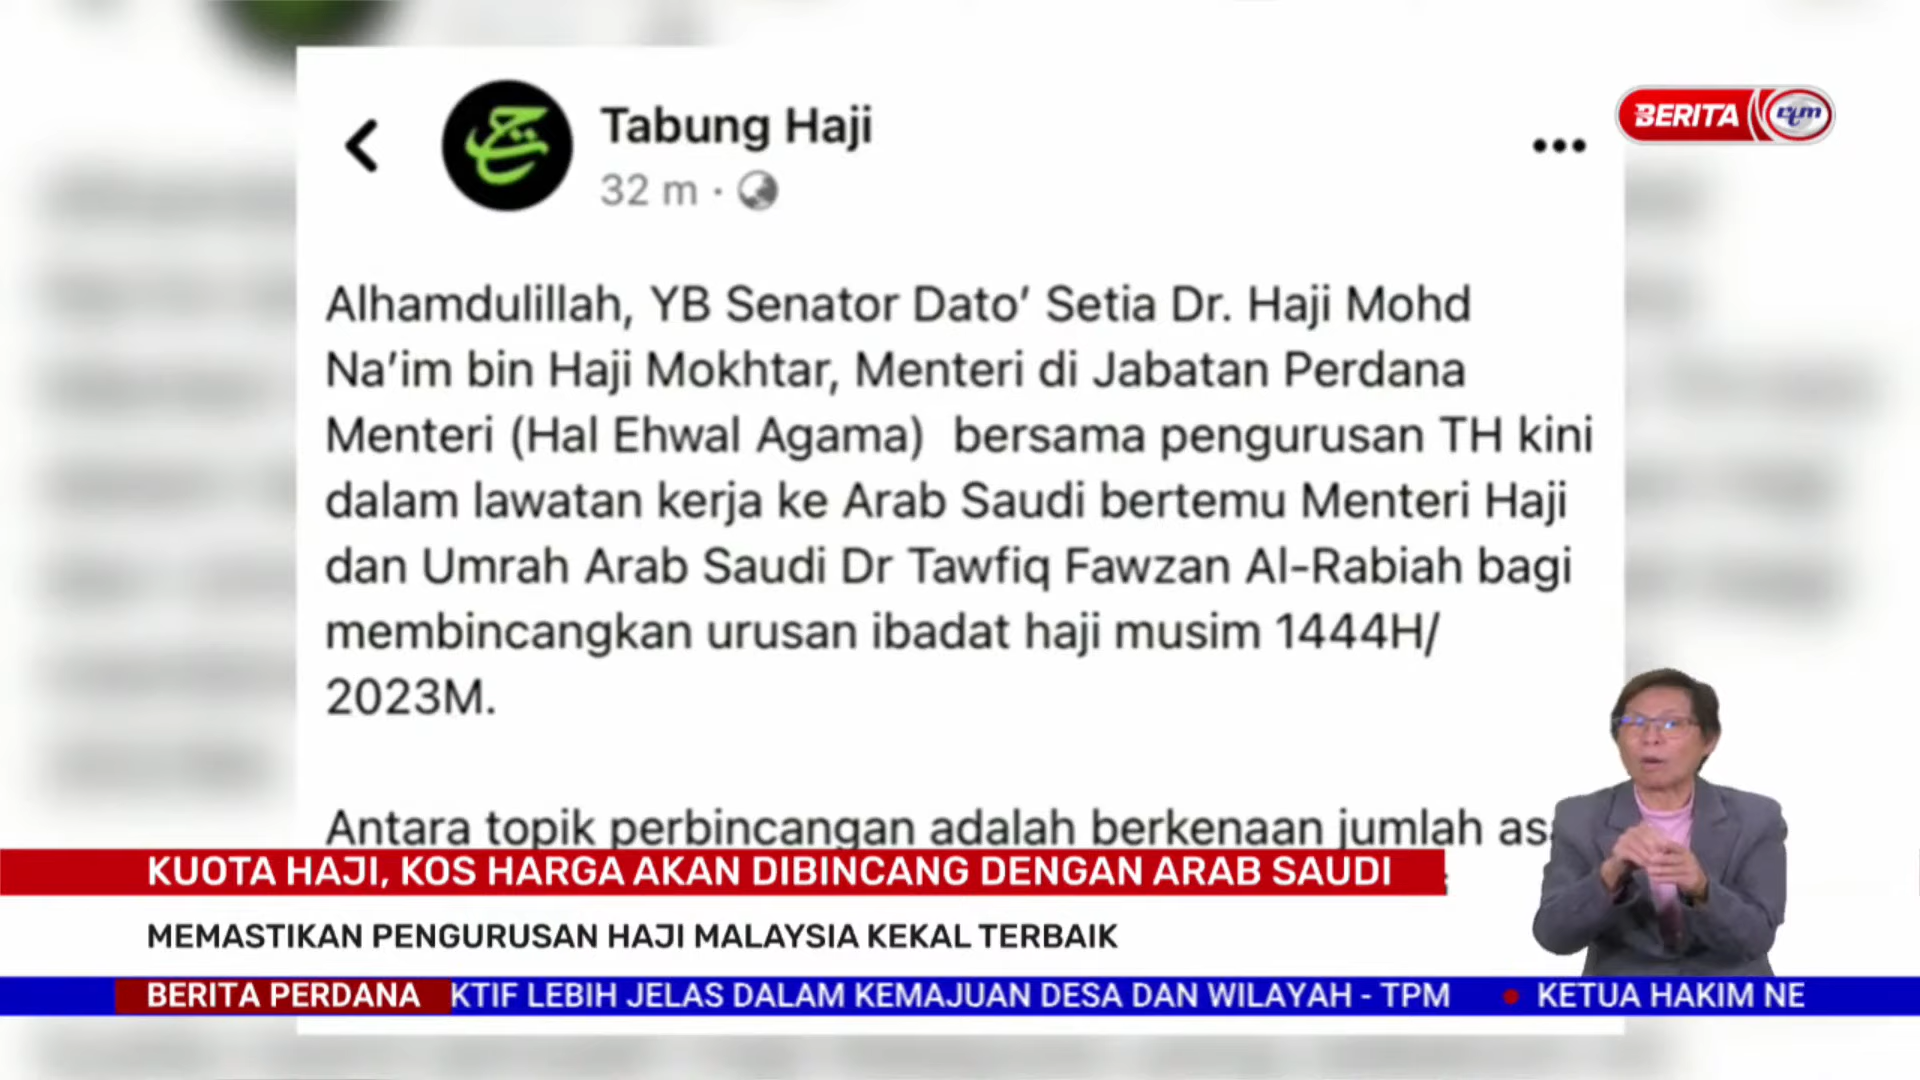 Tabung Haji
32 m ·
BERITA rtm
Alhamdulillah, YB Senator Dato’ Setia Dr. Haji Mohd
Na’im bin Haji Mokhtar, Menteri di Jabatan Perdana
Menteri (Hal Ehwal Agama) bersama pengurusan TH kini
dalam lawatan kerja ke Arab Saudi bertemu Menteri Haji
dan Umrah Arab Saudi Dr Tawfiq Fawzan Al-Rabiah bagi
membincangkan urusan ibadat haji musim 1444H/
2023M.
Antara topik perbincangan adalah berkenaan jumlah
KUOTA HAJI, KOS HARGA AKAN DIBINCANG DENGAN ARAB SAUDI
MEMASTIKAN PENGURUSAN HAJI MALAYSIA KEKAL TERBAIK
BERITA PERDANA KTIF LEBIH JELAS DALAM KEMAJUAN DESA DAN WILAYAH - TPM • KETUA HAKIM NE